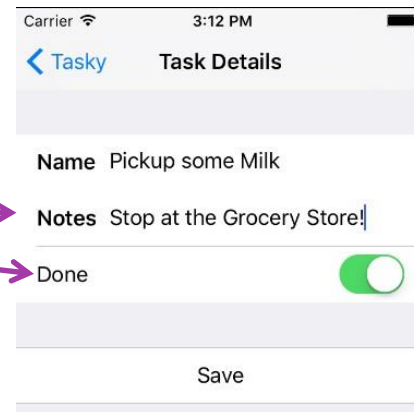 Carrier 3:12 PM
Tasky Task Details
Name Pickup some Milk
Notes Stop at the Grocery Store!
Done
Save